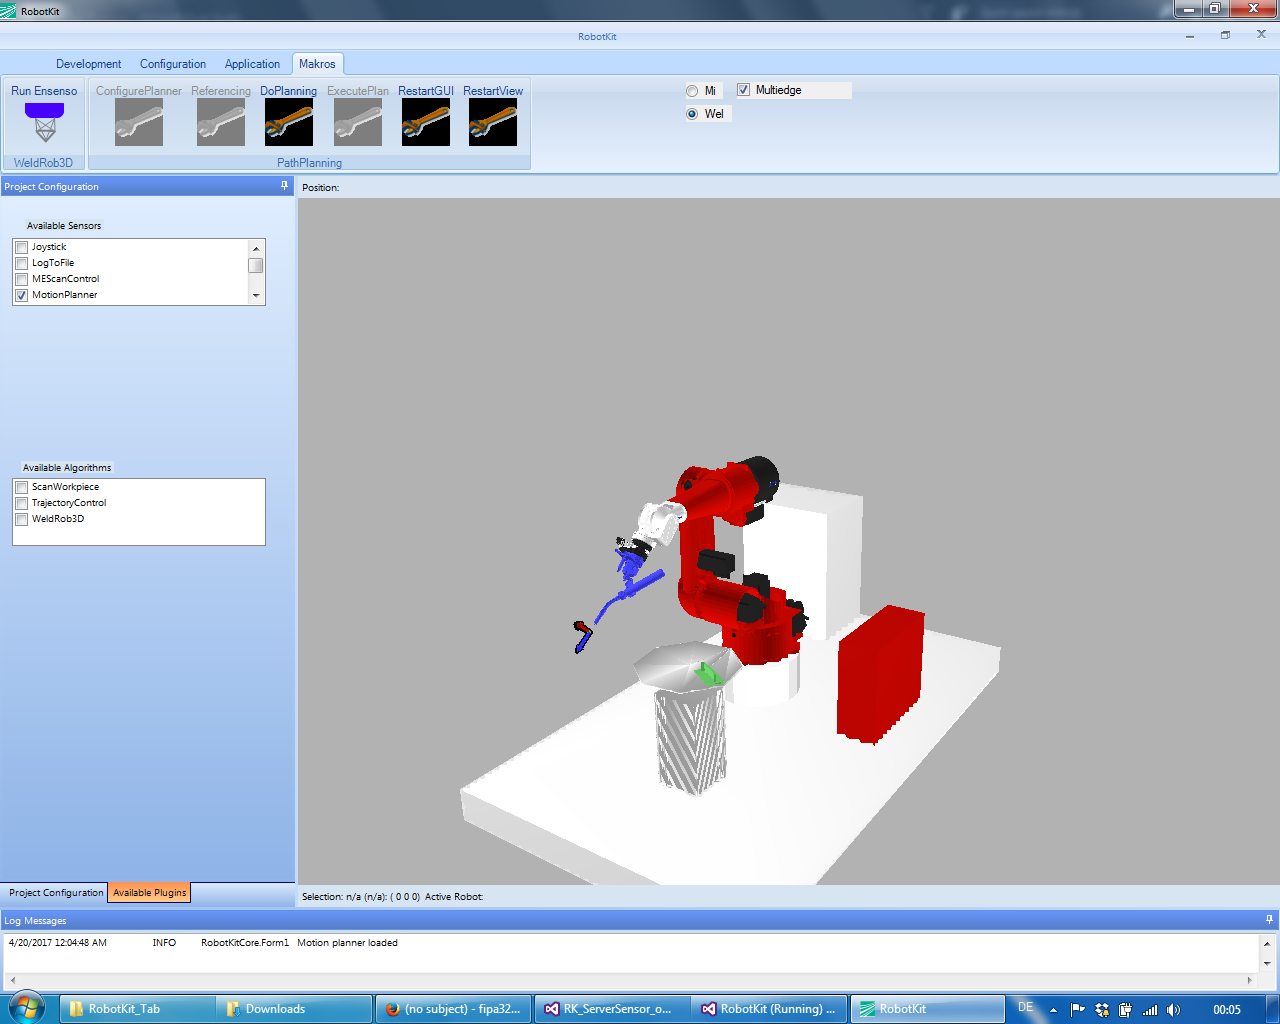 RobotKit
RobotKit
Development Configuration Application Makros
Run Ensenso ConfigurePlanner Referencing DoPlanning ExecutePlan RestartGUI RestartView
Mi Multiedge
Wel
WeldRob3D PathPlanning
Project Configuration
Position:
Available Sensors
Joystick
LogToFile
MEScanControl
MotionPlanner
Available Algorithms
ScanWorkpiece
TrajectoryControl
WeldRob3D
Project Configuration Available Plugins
Selection: n/a (n/a): ( 0 0 0) Active Robot:
Log Messages
4/20/2017 12:04:48 AM INFO RobotKitCore.Form1 Motion planner loaded
RobotKit_Tab Downloads (no subject) - fipa32... RK_ServerSensor_o... RobotKit (Running) ... RobotKit DE 00:05